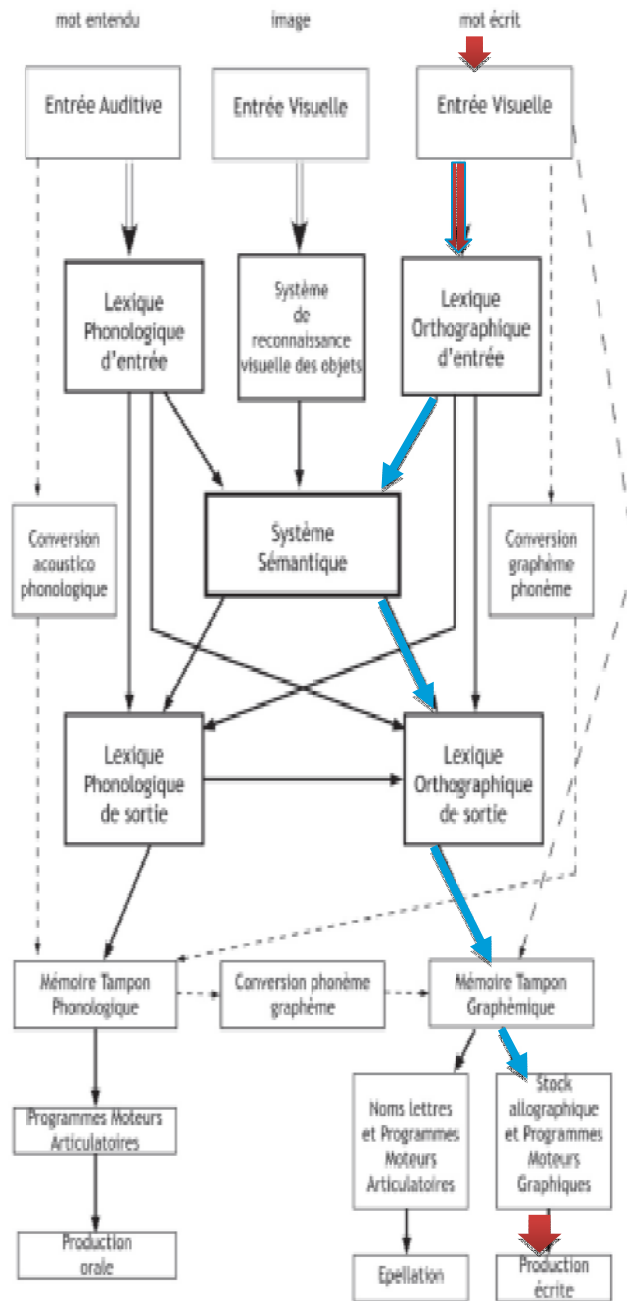 mot entendu
image
mot écrit
Entrée Auditive
Entrée Visuelle
Entrée Visuelle
Lexique
Phonologique
d'entrée
Système
de
reconnaissance
visuelle des objets
Lexique
Orthographique
d'entrée
Conversion
acoustico
phonologique
Système
Sémantique
Conversion
graphème
phonème
Lexique
Phonologique
de sortie
Lexique
Orthographique
de sortie
Mémoire Tampon
Phonologique
Conversion phonème
graphème
Mémoire Tampon
Graphèmique
Programmes Moteurs
Articulatoires
Noms lettres
et Programmes
Moteurs
Articulatoires
Stock
allographique
et Programmes
Moteurs
Graphiques
Production
orale
Epellation
Production
écrite